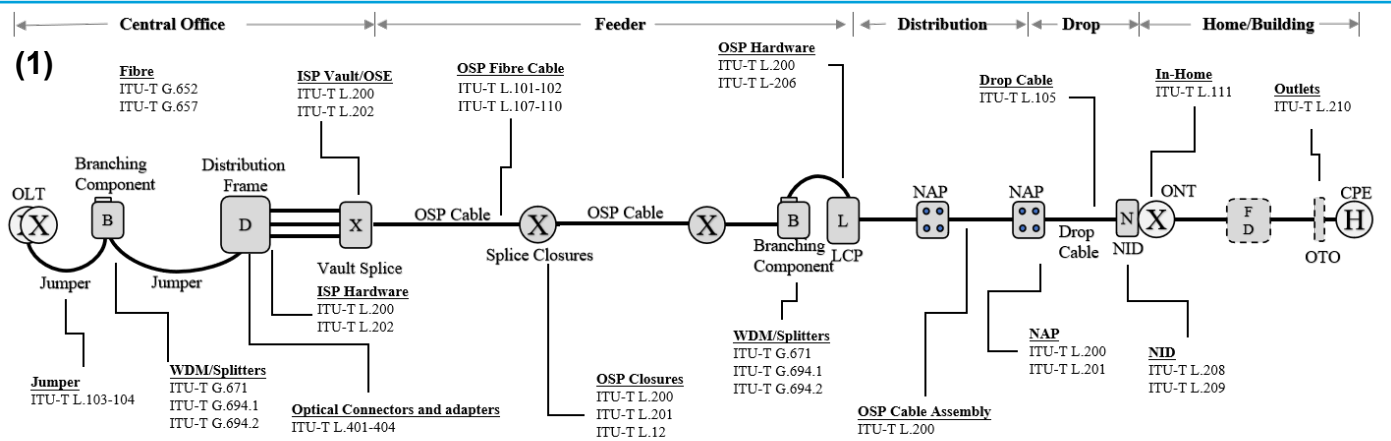 Central Office
Feeder
Distribution
Drop
Home/Building
(1)
Fibre
ITU-T G.652
ITU-T G.657
ISP Vault/OSE
ITU-T L.200
ITU-T L.202
OSP Fibre Cable
ITU-T L.101-102
ITU-T L.107-110
OSP Hardware
ITU-T L.200
ITU-T L-206
Drop Cable
ITU-T L.105
In-Home
ITU-T L.111
Outlets
ITU-T L.210
OLT
X
Branching
Component
B
Distribution
Frame
D
X
OSP Cable
X
OSP Cable
X
B
L
NAP
NAP
N
X
ONT
F
D
CPE
H
Jumper
Jumper
Vault Splice
Splice Closures
Branching
Component
LCP
Drop
Cable
NID
OTO
ISP Hardware
ITU-T L.200
ITU-T L.202
Jumper
ITU-T L.103-104
WDM/Splitters
ITU-T G.671
ITU-T G.694.1
ITU-T G.694.2
Optical Connectors and adapters
ITU-T L.401-404
OSP Closures
ITU-T L.200
ITU-T L.201
ITU-T L.12
WDM/Splitters
ITU-T G.671
ITU-T G.694.1
ITU-T G.694.2
OSP Cable Assembly
ITU-T L.200
NAP
ITU-T L.200
ITU-T L.201
NID
ITU-T L.208
ITU-T L.209